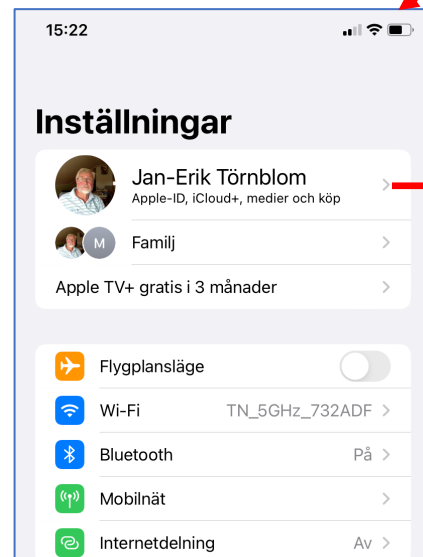 15:22
Inställningar
Jan-Erik Törnblom
Apple-ID, iCloud+, medier och köp
M Familj
Apple TV+ gratis i 3 månader
Flygplansläge
Wi-Fi TN_5GHz_732ADF
Bluetooth På
Mobilnät
Internetdelning Av